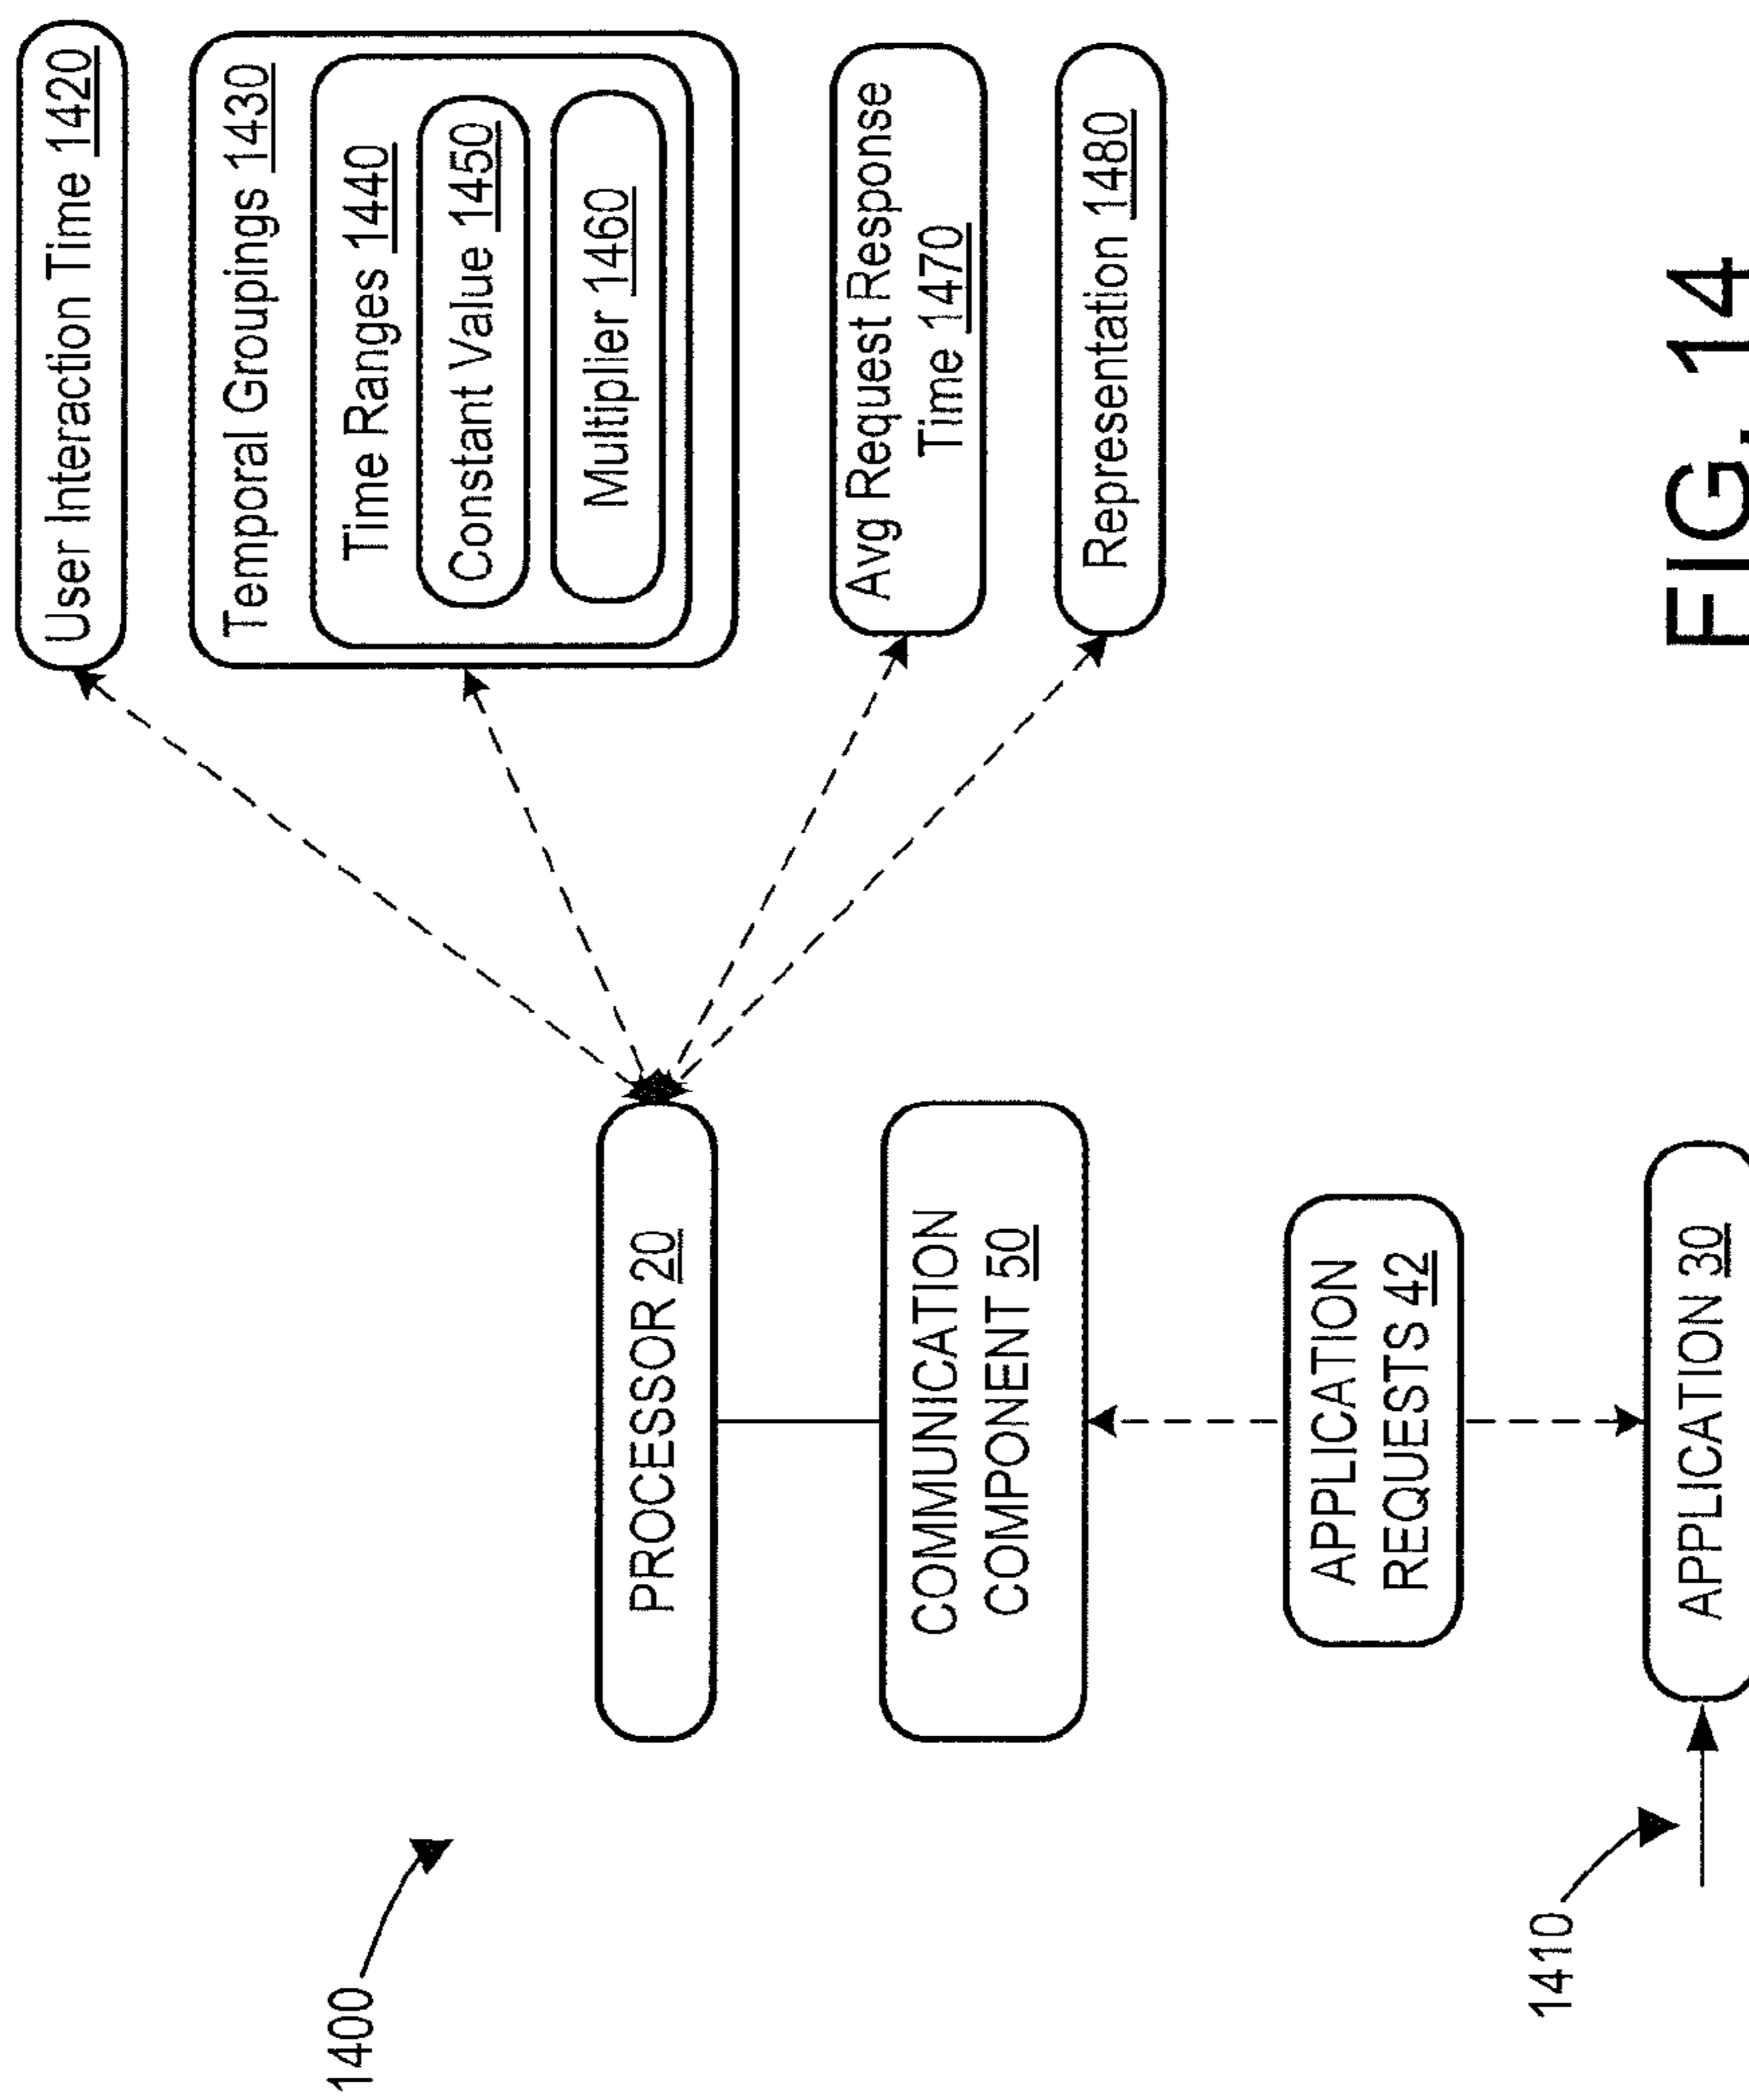 1400
PROCESSOR 20
COMMUNICATION
COMPONENT 50
APPLICATION
REQUESTS 42
1410
APPLICATION 30
User Interaction Time 1420
Temporal Groupings 1430
Time Ranges 1440
Constant Value 1450
Multiplier 1460
Avg Request Response
Time 1470
Representation 1480
FIG. 14